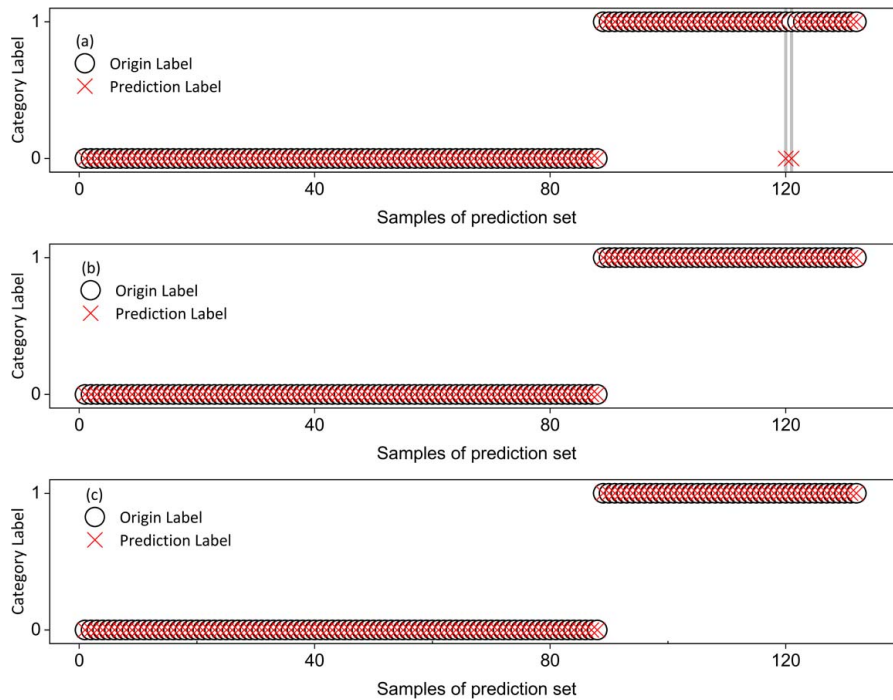 Category Label
1
0
(a)
Origin Label
Prediction Label
0
40
80
120
Samples of prediction set
Category Label
1
0
(b)
Origin Label
Prediction Label
0
40
80
120
Samples of prediction set
Category Label
1
0
(c)
Origin Label
Prediction Label
0
40
80
120
Samples of prediction set